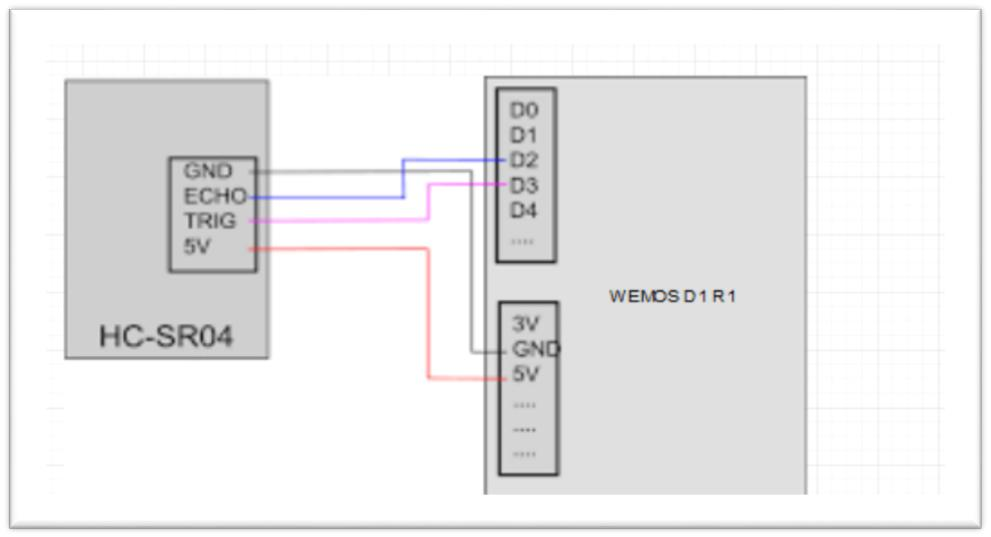 GND
ECHO
TRIG
5V
HC-SR04
D0
D1
D2
D3
D4
....
WEMOS D1 R1
3V
GND
5V
....
....
....